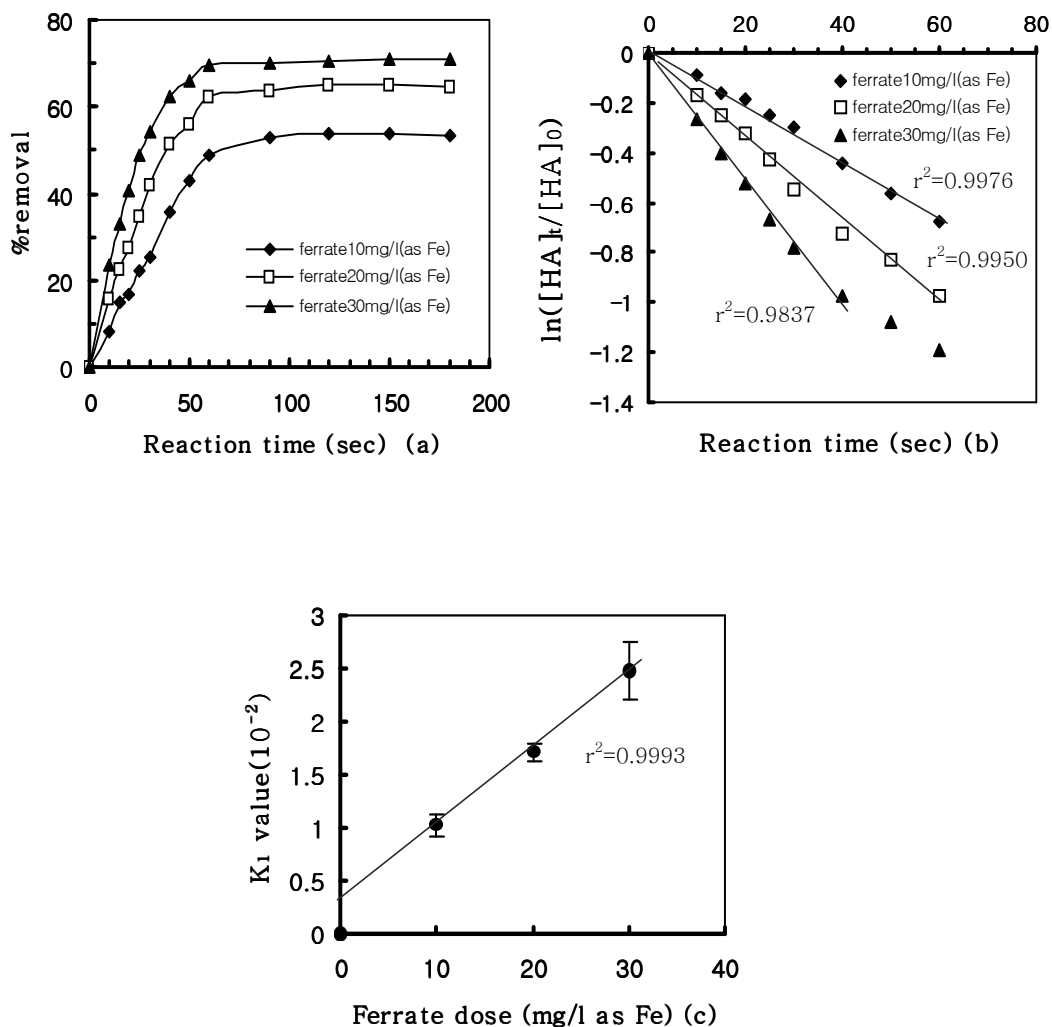 80
60
40
20
0
%removal
ferrate10mg/l(as Fe)
ferrate20mg/l(as Fe)
ferrate30mg/l(as Fe)
0 50 100 150 200
Reaction time (sec) (a)
0 20 40 60 80
0
−0.2
−0.4
−0.6
−0.8
−1
−1.2
−1.4
ln([HA]t/[HA]0)
ferrate10mg/l(as Fe)
ferrate20mg/l(as Fe)
ferrate30mg/l(as Fe)
r²=0.9976
r²=0.9950
r²=0.9837
Reaction time (sec) (b)
3
2.5
2
1.5
1
0.5
0
K₁ value(10⁻²)
r²=0.9993
0 10 20 30 40
Ferrate dose (mg/l as Fe) (c)